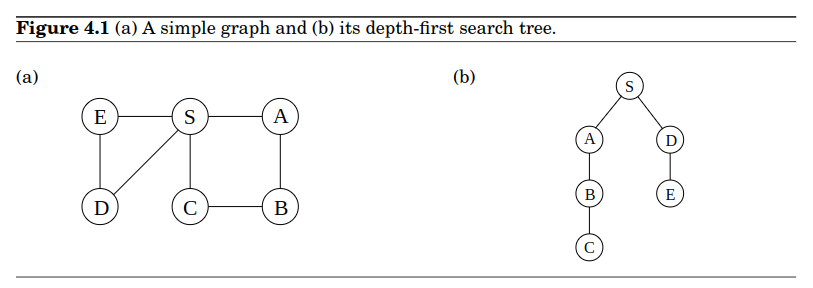 Figure 4.1 (a) A simple graph and (b) its depth-first search tree.
(a)
E S A
D C B
(b)
S
A D
B E
C